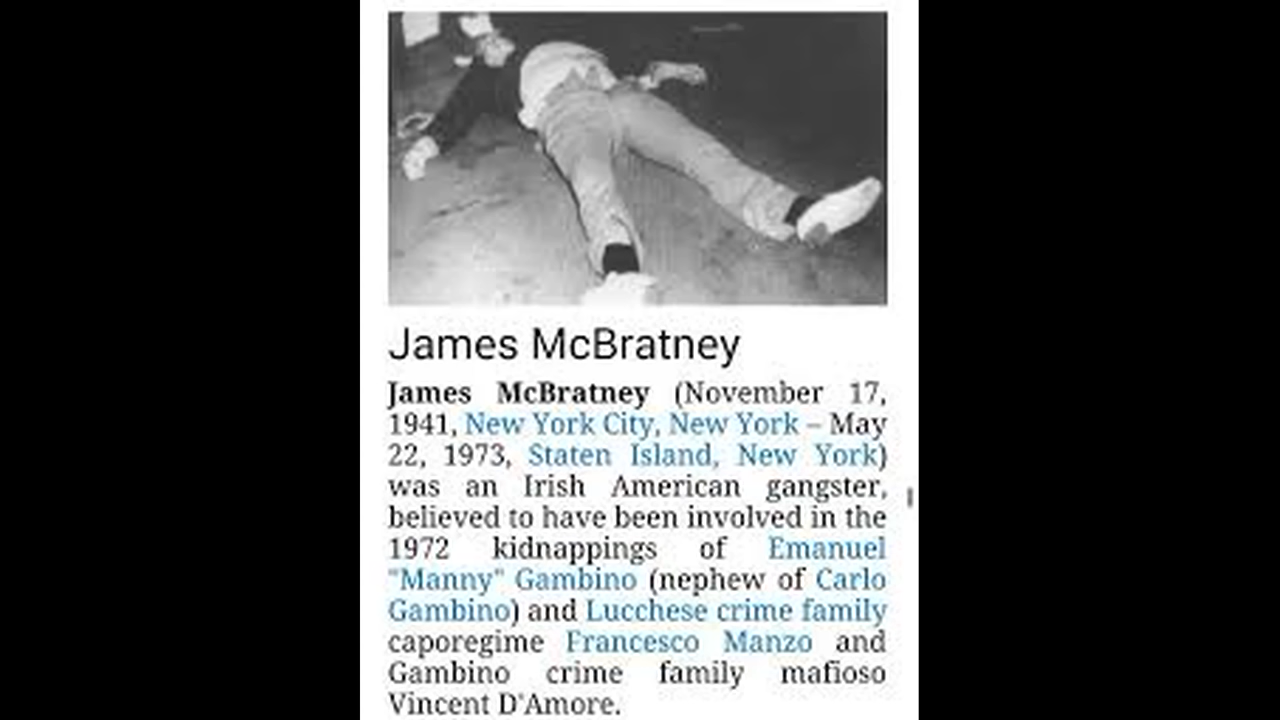 James McBratney
James McBratney (November 17,
1941, New York City, New York – May
22, 1973, Staten Island, New York)
was an Irish American gangster,
believed to have been involved in the
1972 kidnappings of Emanuel
"Manny" Gambino (nephew of Carlo
Gambino) and Lucchese crime family
caporegime Francesco Manzo and
Gambino crime family mafioso
Vincent D'Amore.